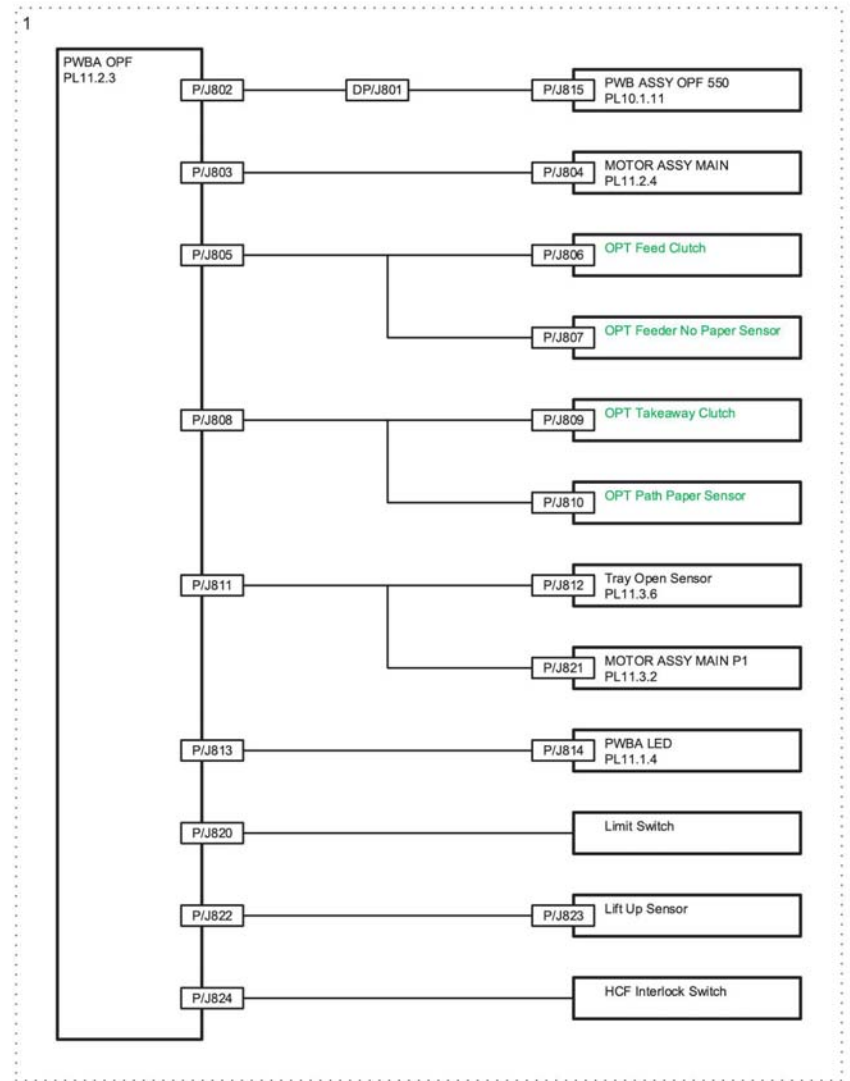 1
PWBA OPF
PL11.2.3
P/J802
DP/J801
P/J815
PWB ASSY OPF 550
PL10.1.11
P/J803
P/J804
MOTOR ASSY MAIN
PL11.2.4
P/J805
P/J806
OPT Feed Clutch
P/J807
OPT Feeder No Paper Sensor
P/J808
P/J809
OPT Takeaway Clutch
P/J810
OPT Path Paper Sensor
P/J811
P/J812
Tray Open Sensor
PL11.3.6
P/J821
MOTOR ASSY MAIN P1
PL11.3.2
P/J813
P/J814
PWBA LED
PL11.1.4
P/J820
Limit Switch
P/J822
P/J823
Lift Up Sensor
P/J824
HCF Interlock Switch